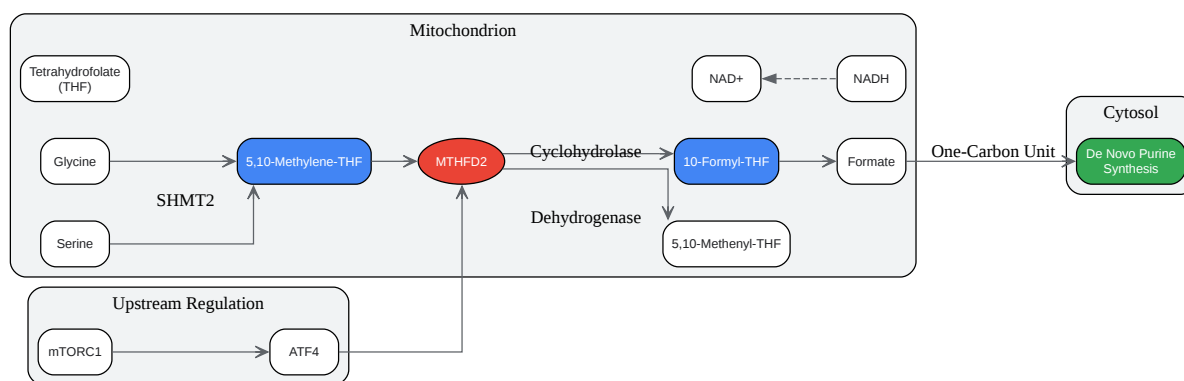 Mitochondrion
Tetrahydrofolate
(THF)
NAD+
NADH
Cytosol
Glycine
5,10-Methylene-THF
MTHFD2
Cyclohydrolase
10-Formyl-THF
Formate
One-Carbon Unit
De Novo Purine
Synthesis
SHMT2
Dehydrogenase
Serine
5,10-Methenyl-THF
Upstream Regulation
mTORC1
ATF4